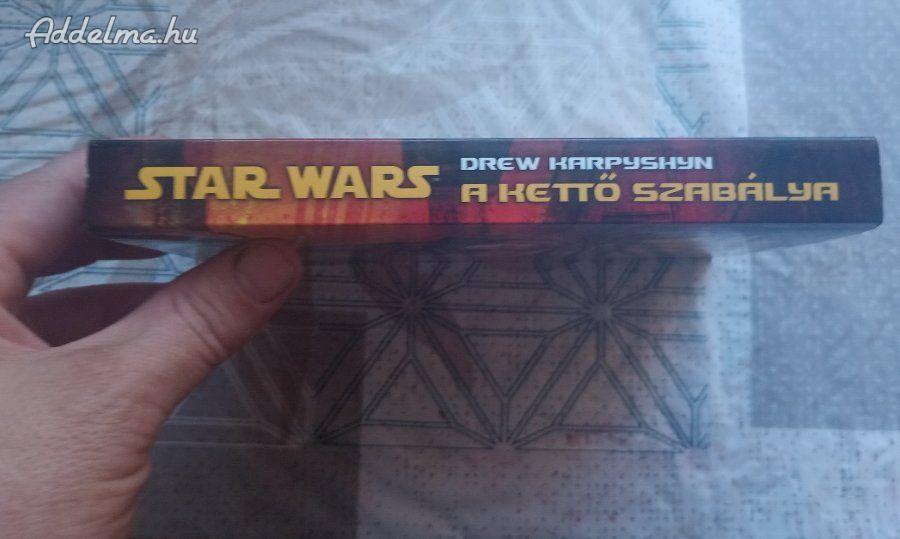 Addelma.hu
STAR WARS
DREW KARPYSHYN
A KETTŐ SZABÁLYA